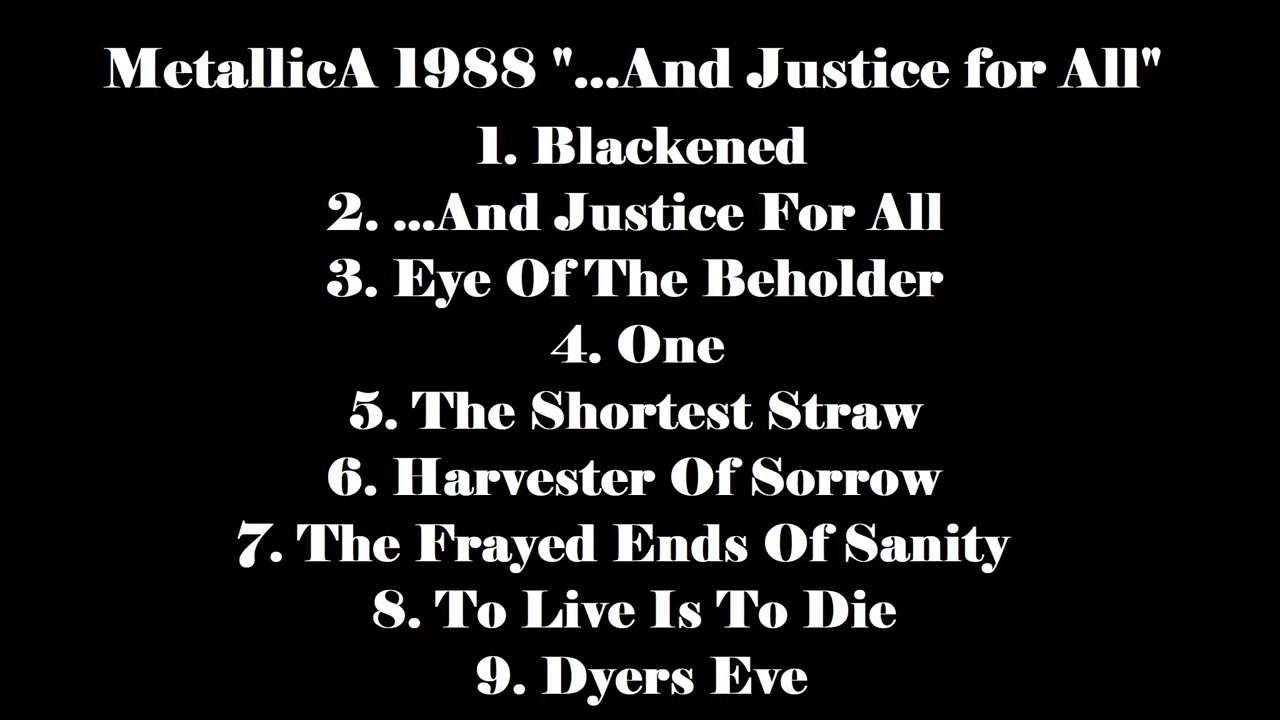 MetallicA 1988 "...And Justice for All"
1. Blackened
2. ...And Justice For All
3. Eye Of The Beholder
4. One
5. The Shortest Straw
6. Harvester Of Sorrow
7. The Frayed Ends Of Sanity
8. To Live Is To Die
9. Dyers Eve